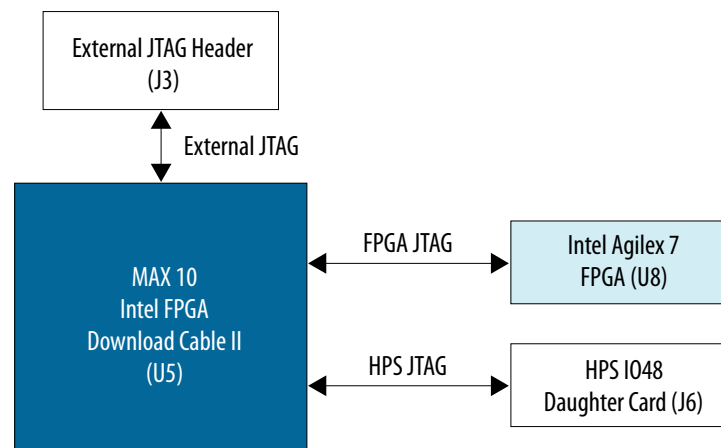 External JTAG Header
(J3)
External JTAG
MAX 10
Intel FPGA
Download Cable II
(U5)
FPGA JTAG
Intel Agilex 7
FPGA (U8)
HPS JTAG
HPS IO48
Daughter Card (J6)